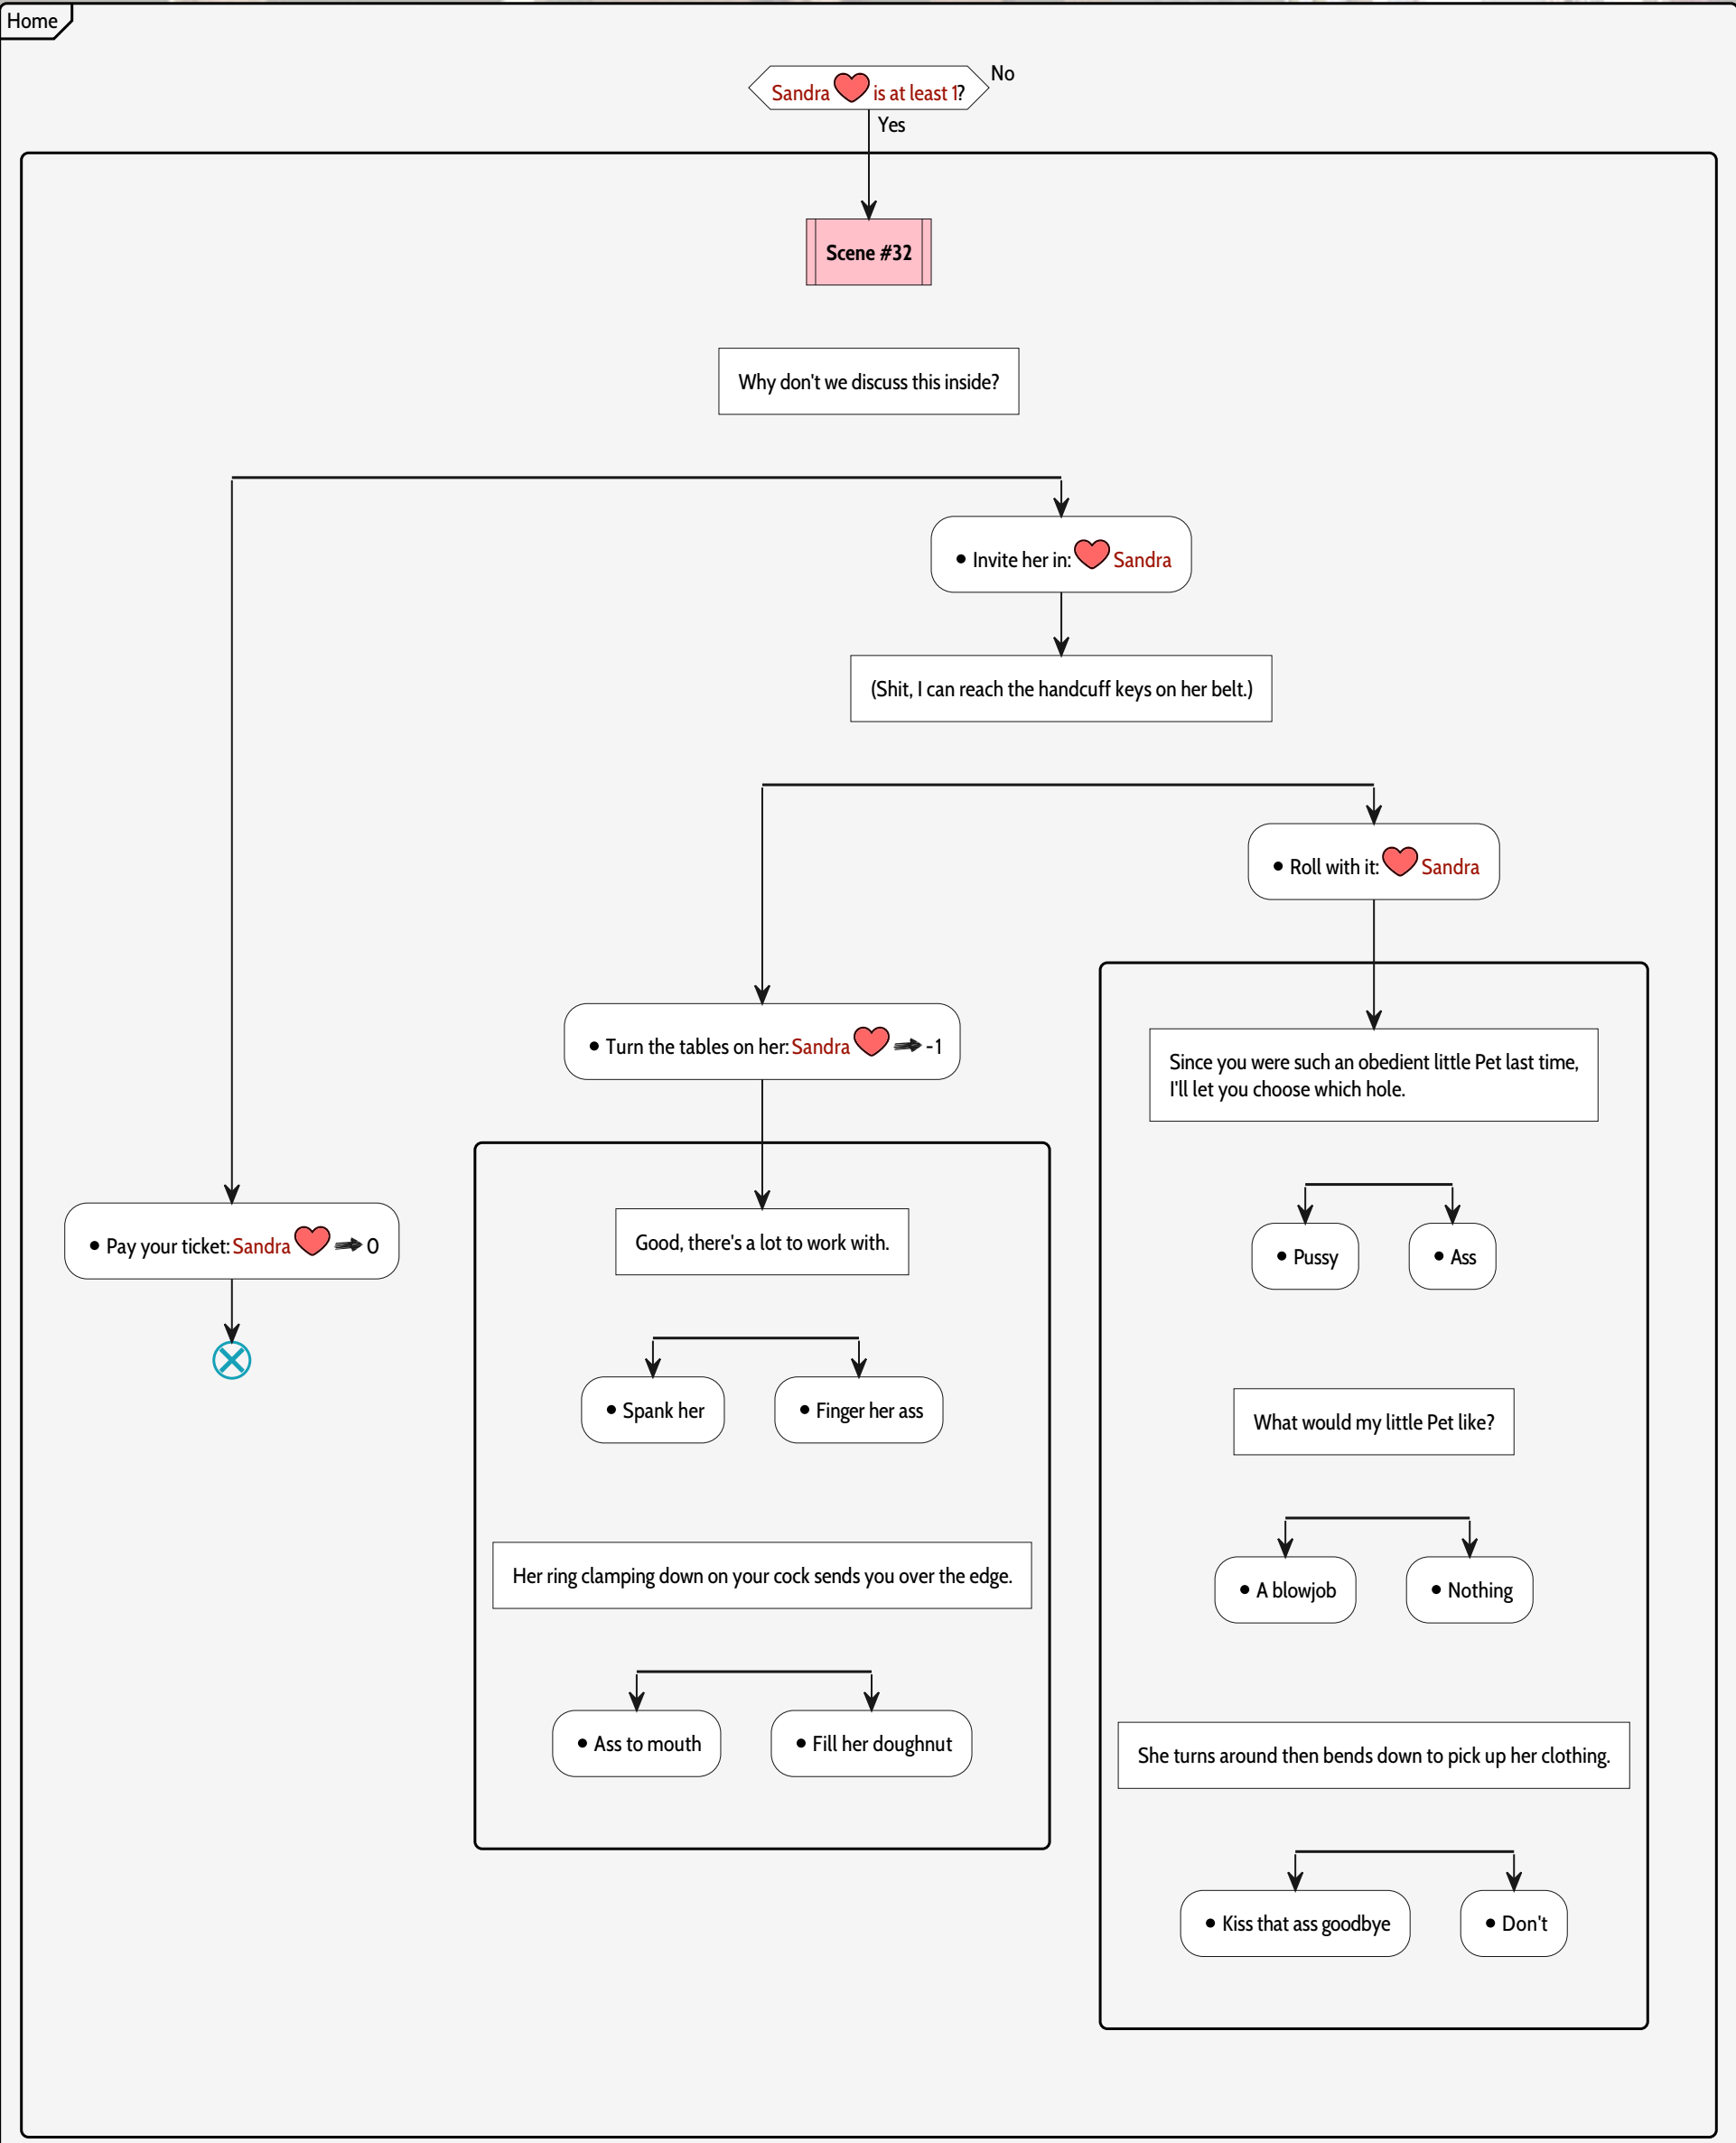 Home
Sandra is at least 1?
No
Yes
Scene #32
Why don't we discuss this inside?
• Invite her in: Sandra
(Shit, I can reach the handcuff keys on her belt.)
• Roll with it: Sandra
• Turn the tables on her: Sandra -1
Since you were such an obedient little Pet last time,
I'll let you choose which hole.
• Pay your ticket: Sandra 0
Good, there's a lot to work with.
• Pussy
• Ass
• Spank her
• Finger her ass
What would my little Pet like?
Her ring clamping down on your cock sends you over the edge.
• A blowjob
• Nothing
• Ass to mouth
• Fill her doughnut
She turns around then bends down to pick up her clothing.
• Kiss that ass goodbye
• Don't